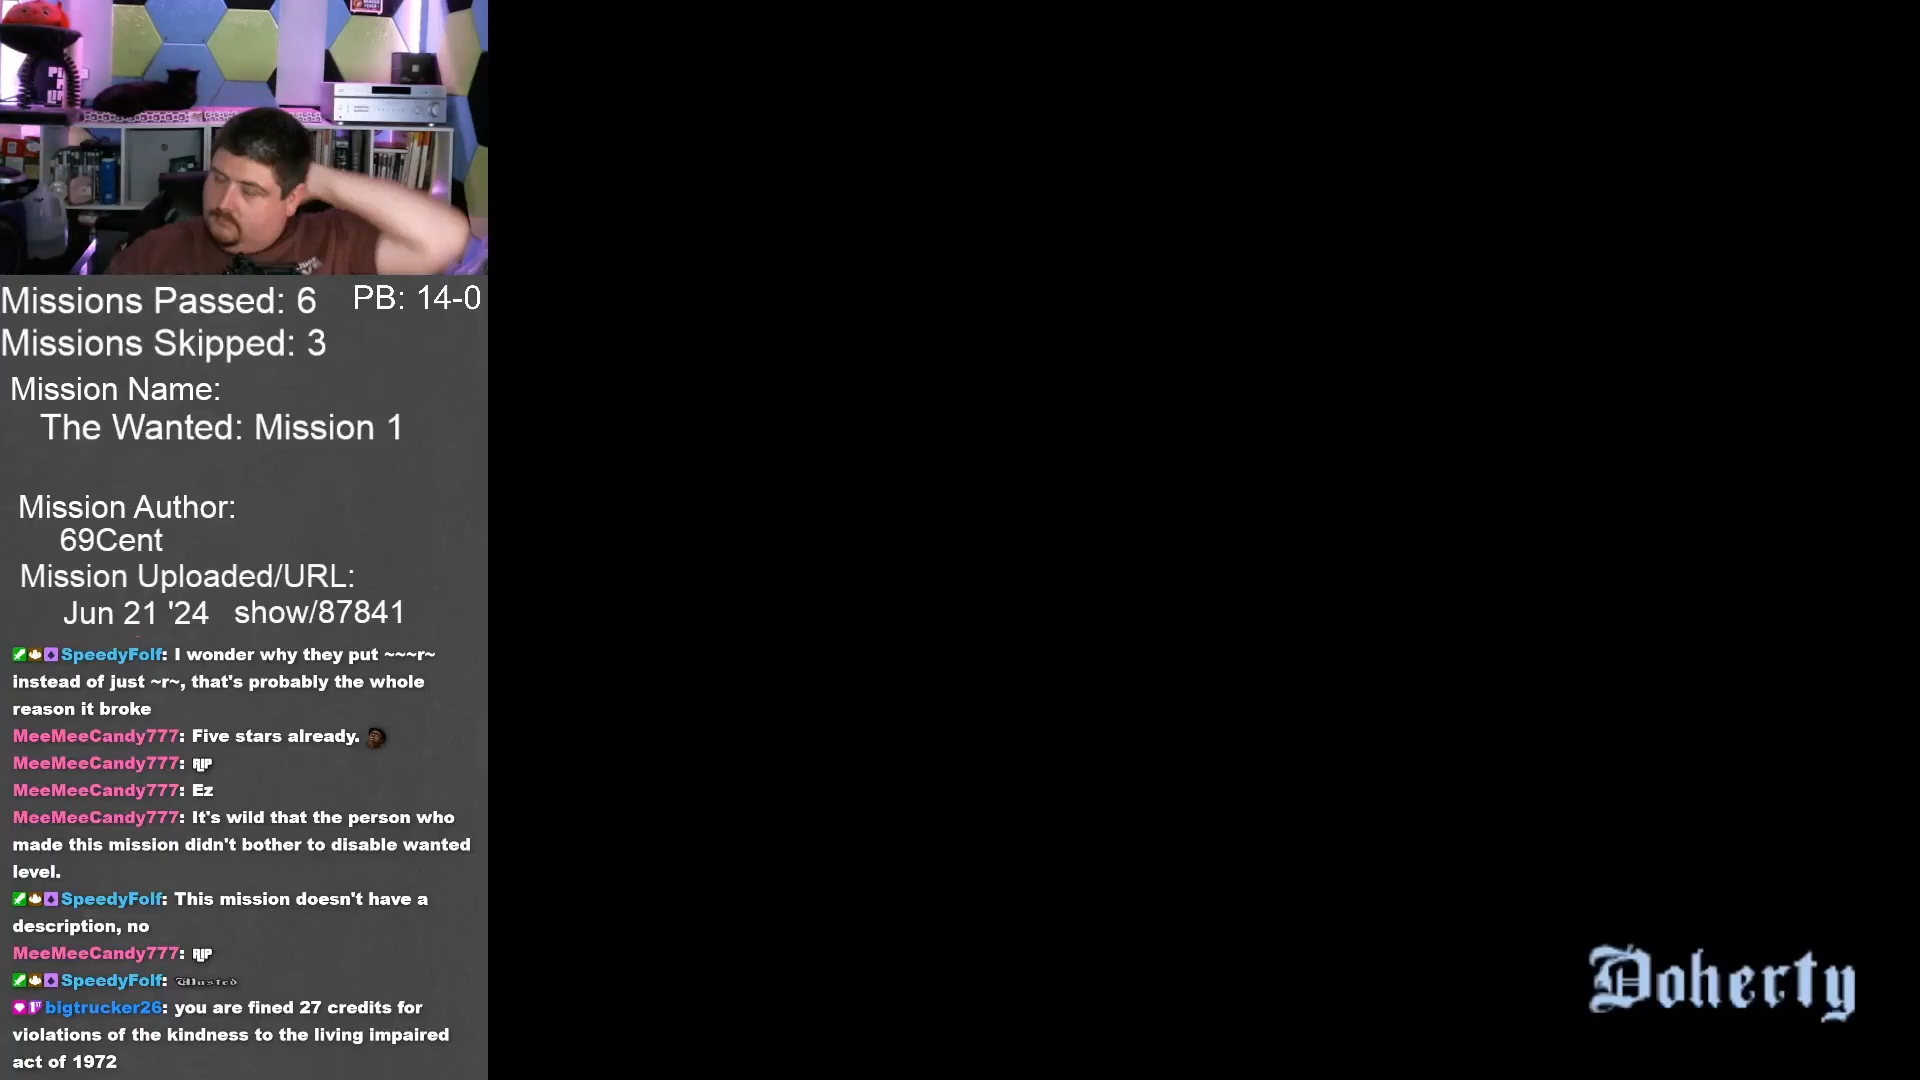 Missions Passed: 6 PB: 14-0
Missions Skipped: 3
Mission Name:
The Wanted: Mission 1
Mission Author:
69Cent
Mission Uploaded/URL:
Jun 21 '24 show/87841
SpeedyFolf: I wonder why they put ~~~r~
instead of just ~r~, that's probably the whole
reason it broke
MeeMeeCandy777: Five stars already.
MeeMeeCandy777: RIP
MeeMeeCandy777: Ez
MeeMeeCandy777: It's wild that the person who
made this mission didn't bother to disable wanted
level.
SpeedyFolf: This mission doesn't have a
description, no
MeeMeeCandy777: RIP
SpeedyFolf: Wasted
bigtrucker26: you are fined 27 credits for
violations of the kindness to the living impaired
act of 1972
Doherty